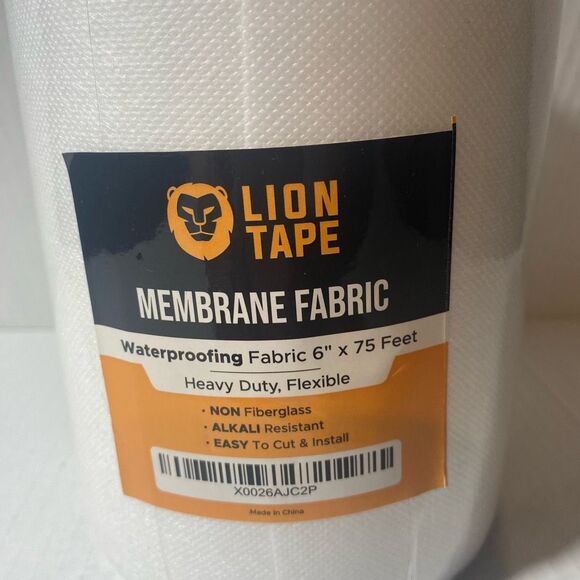 LION
TAPE
MEMBRANE FABRIC
Waterproofing Fabric 6" x 75 Feet
Heavy Duty, Flexible
• NON Fiberglass
• ALKALI Resistant
• EASY To Cut & Install
X0026AJC2P
Made In China